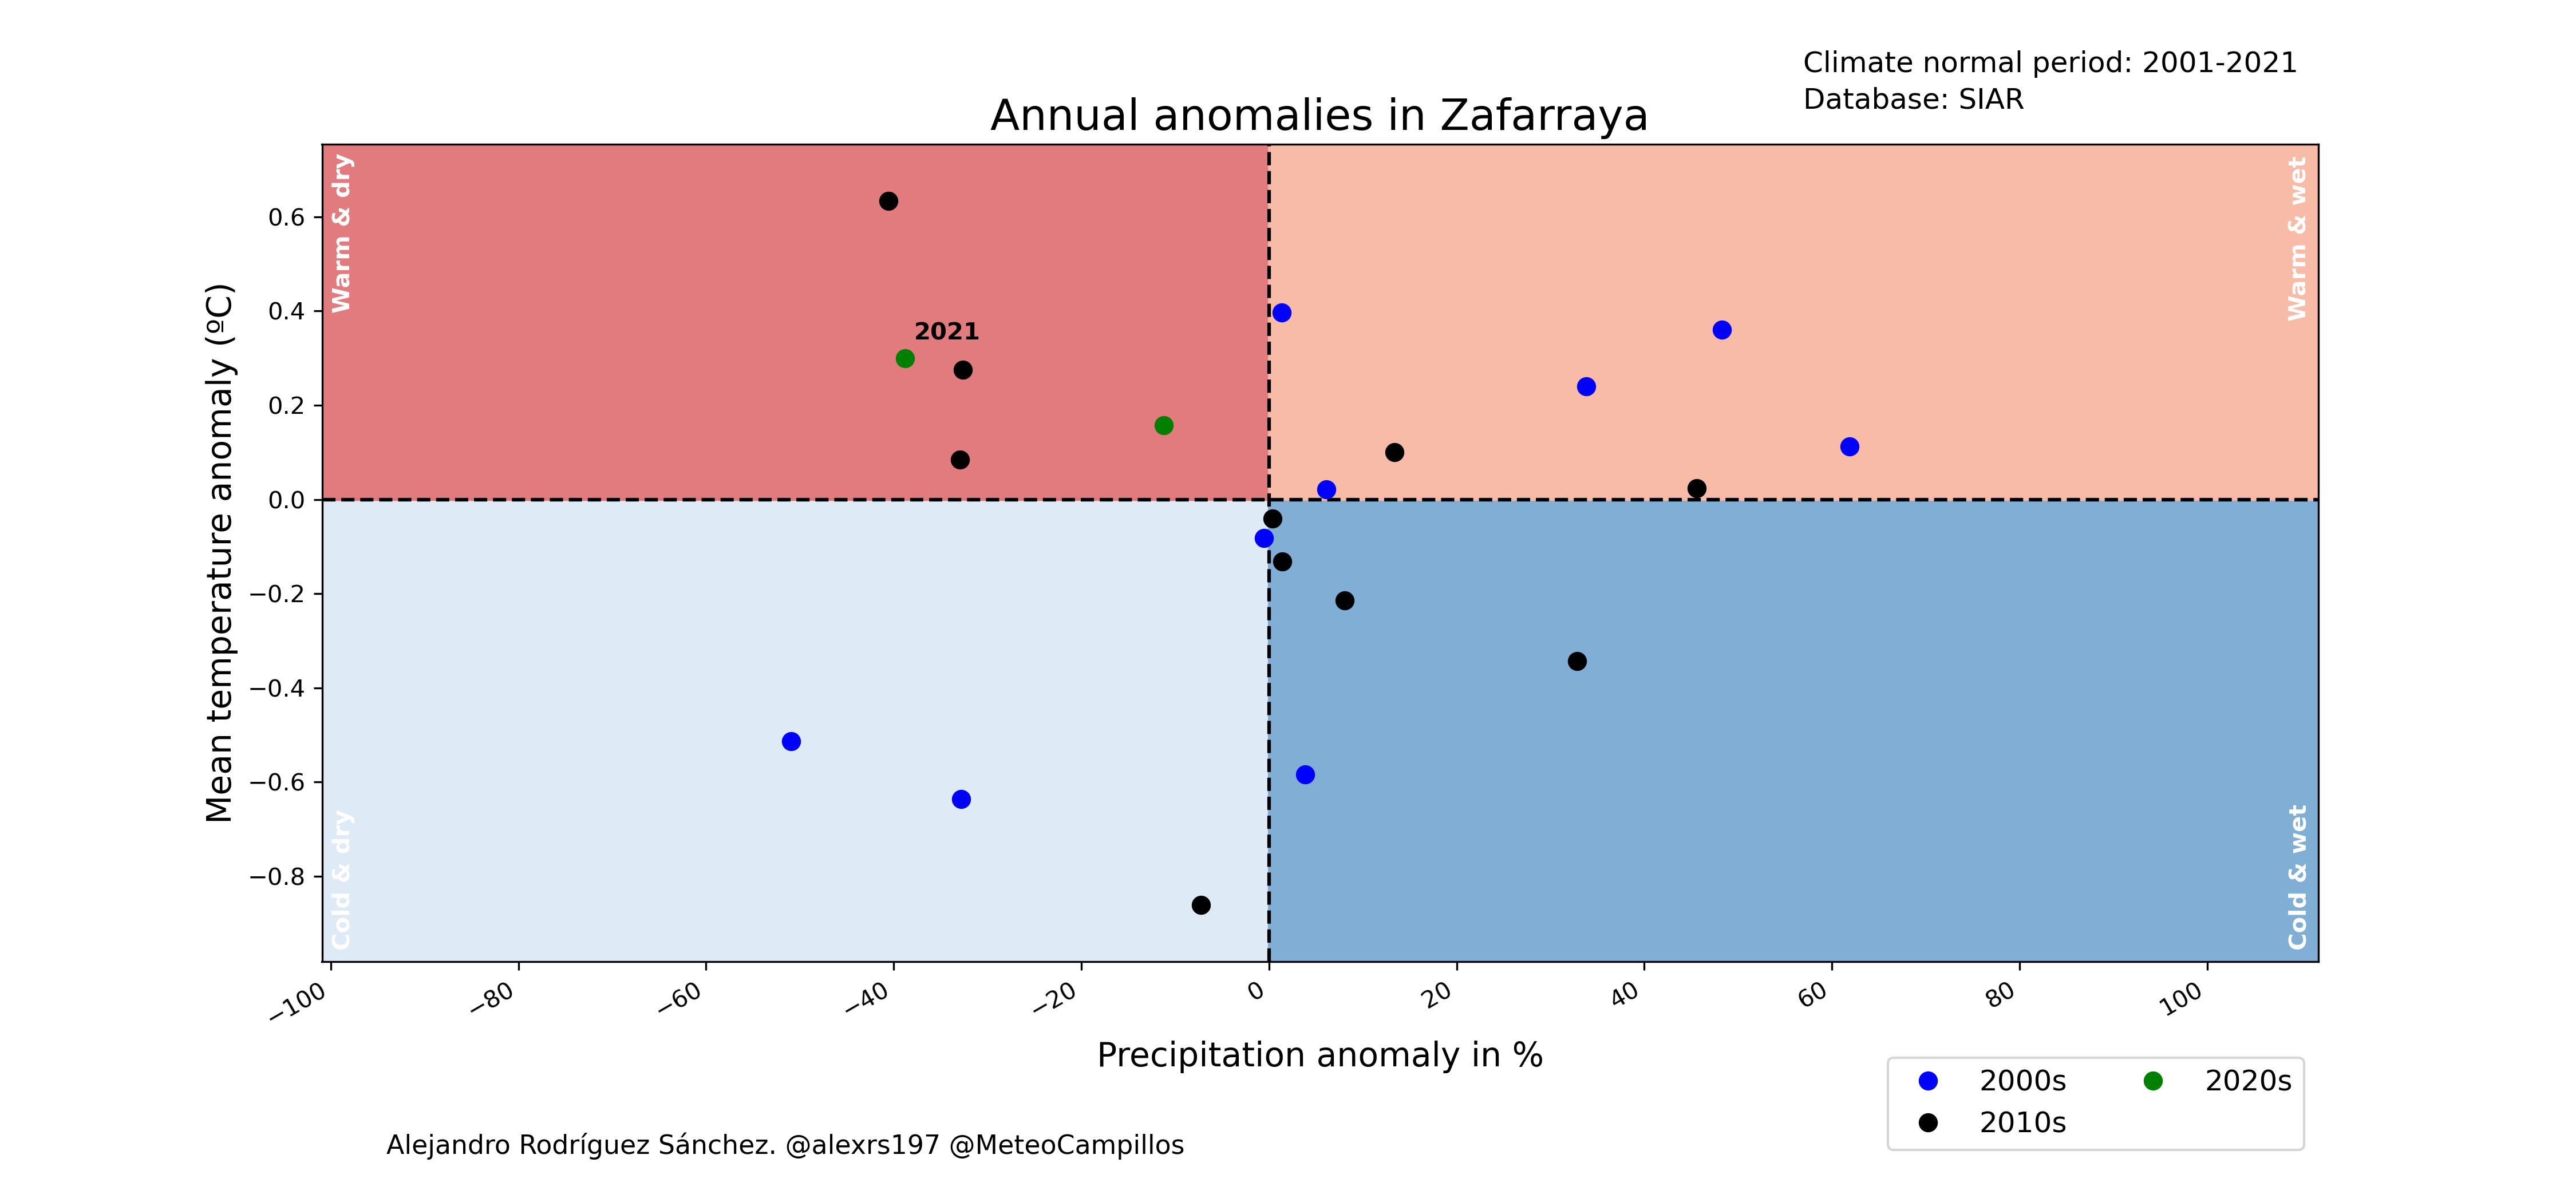 Climate normal period: 2001-2021
Database: SIAR
Annual anomalies in Zafarraya
Warm & dry
Warm & wet
0.6
0.4
2021
0.2
0.0
−0.2
−0.4
−0.6
−0.8
Mean temperature anomaly (ºC)
Cold & dry
Cold & wet
−100 −80 −60 −40 −20 0 20 40 60 80 100
Precipitation anomaly in %
2000s 2020s
2010s
Alejandro Rodríguez Sánchez. @alexrs197 @MeteoCampillos